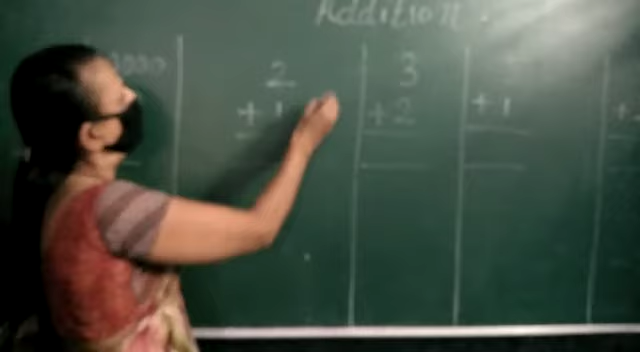 Addition.
2 3
+ 1 + 2 + 1